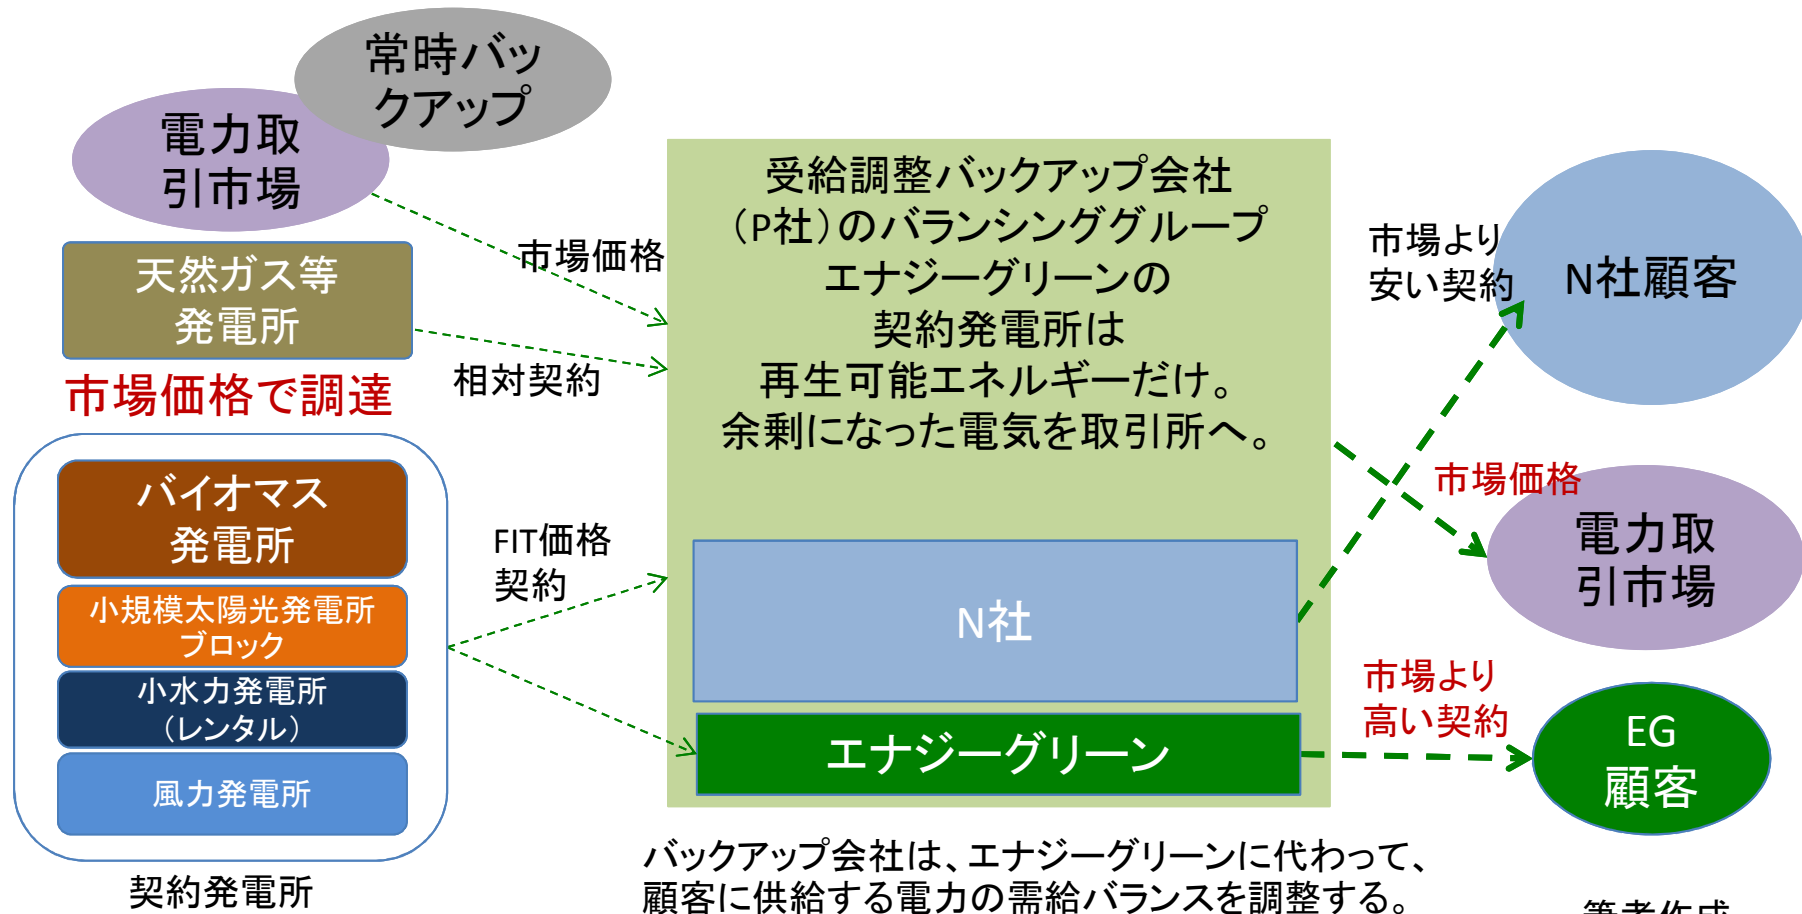 常時バッ
クアップ
電力取
引市場
天然ガス等
発電所
市場価格で調達
バイオマス
発電所
小規模太陽光発電所
ブロック
小水力発電所
（レンタル）
風力発電所
契約発電所
市場価格
相対契約
FIT価格
契約
受給調整バックアップ会社
（P社）のバランシンググループ
エナジーグリーンの
契約発電所は
再生可能エネルギーだけ。
余剰になった電気を取引所へ。
N社
エナジーグリーン
バックアップ会社は、エナジーグリーンに代わって、
顧客に供給する電力の需給バランスを調整する。
市場より
安い契約
N社顧客
市場価格
電力取
引市場
市場より
高い契約
EG
顧客
筆者作成